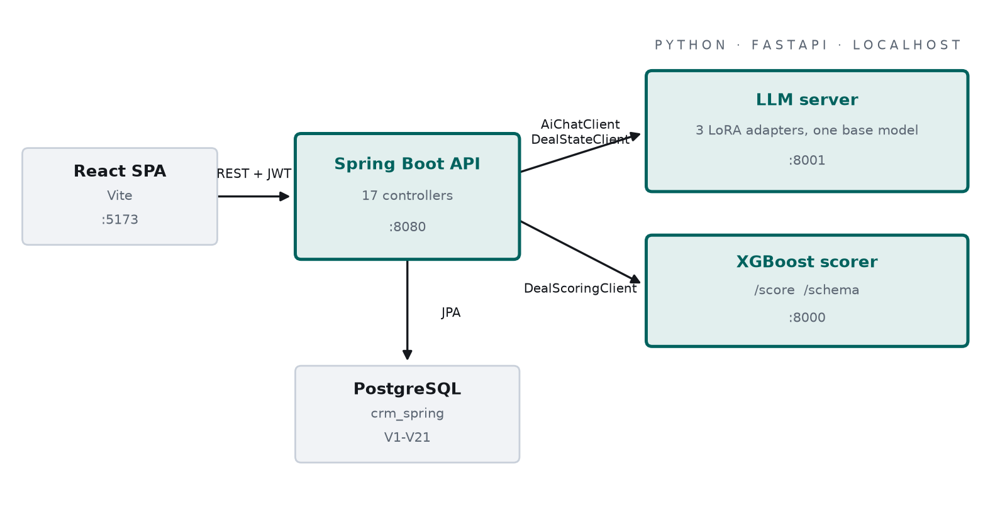 PYTHON · FASTAPI · LOCALHOST
LLM server
3 LoRA adapters, one base model
:8001
AiChatClient
DealStateClient
React SPA
Vite
:5173
REST + JWT
Spring Boot API
17 controllers
:8080
XGBoost scorer
/score /schema
:8000
DealScoringClient
JPA
PostgreSQL
crm_spring
V1-V21